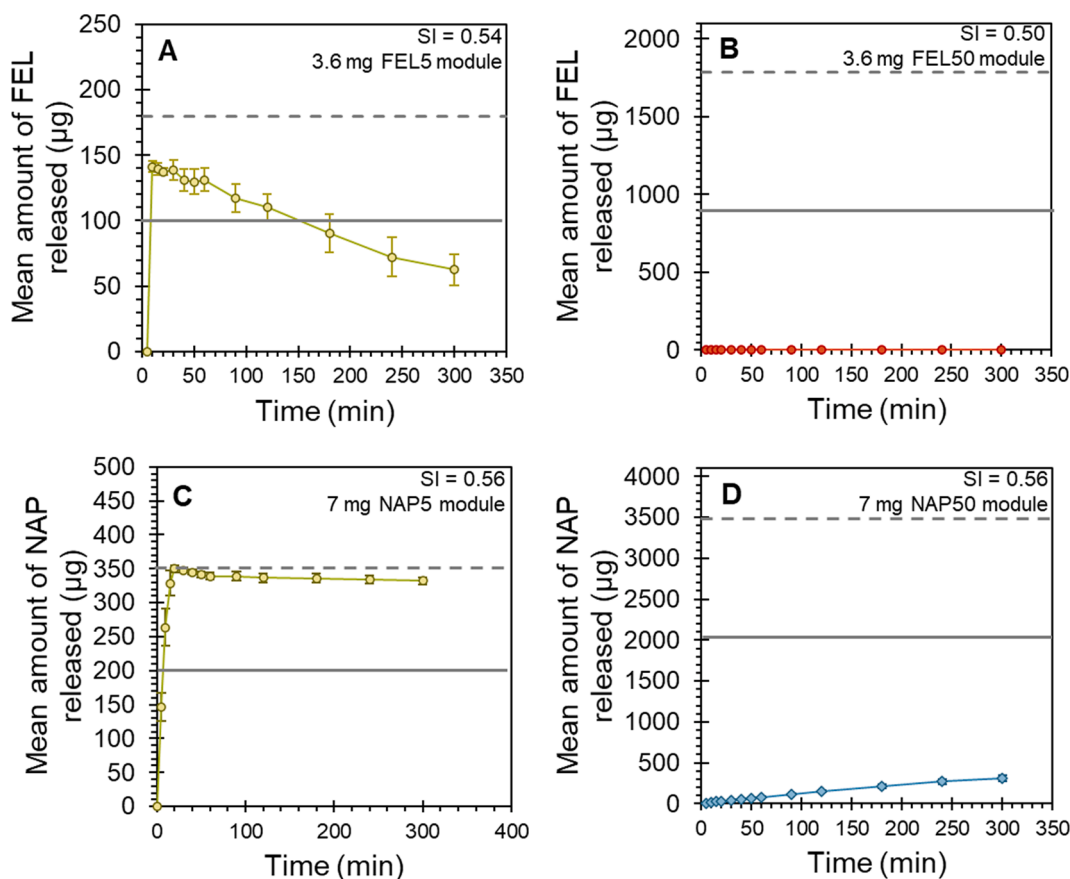 A
SI = 0.54
3.6 mg FEL5 module
Mean amount of FEL
released (µg)
250
200
150
100
50
0
0 50 100 150 200 250 300 350
Time (min)
B
SI = 0.50
3.6 mg FEL50 module
Mean amount of FEL
released (µg)
2000
1500
1000
500
0
0 50 100 150 200 250 300 350
Time (min)
C
SI = 0.56
7 mg NAP5 module
Mean amount of NAP
released (µg)
500
450
400
350
300
250
200
150
100
50
0
0 100 200 300 400
Time (min)
D
SI = 0.56
7 mg NAP50 module
Mean amount of NAP
released (µg)
4000
3500
3000
2500
2000
1500
1000
500
0
0 50 100 150 200 250 300 350
Time (min)